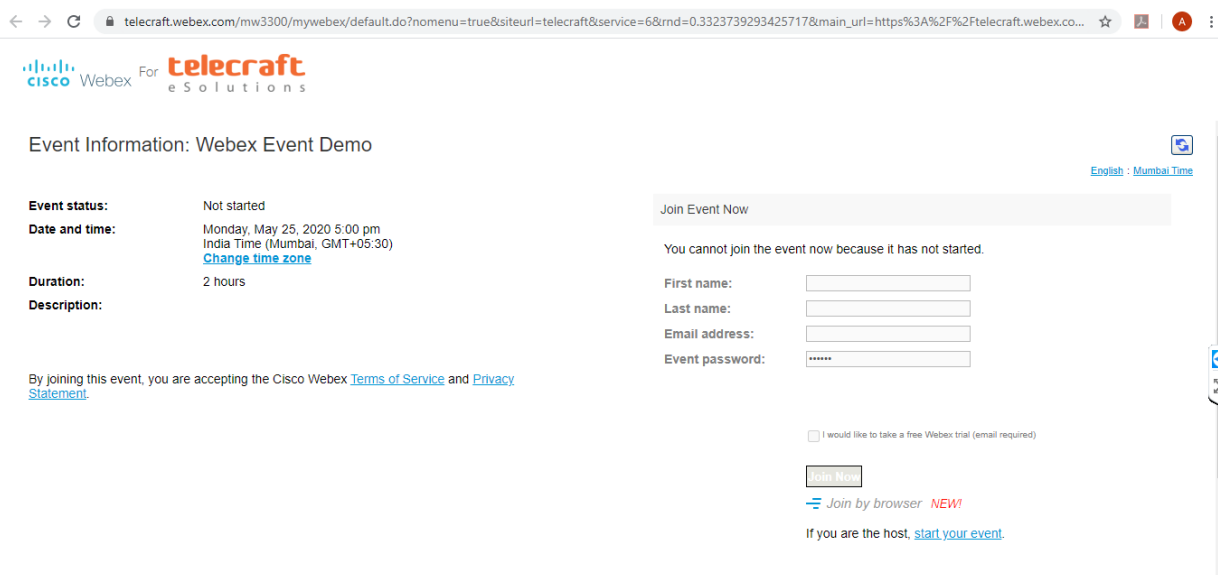 telecraft.webex.com/mw3300/mywebex/default.do?nomenu=true&siteurl=telecraft&service=6&rnd=0.3323739293425717&main_url=https%3A%2F%2Ftelecraft.webex.co...
A
cisco Webex For telecraft
eSolutions
Event Information: Webex Event Demo
English : Mumbai Time
Event status: Not started
Date and time: Monday, May 25, 2020 5:00 pm
India Time (Mumbai, GMT+05:30)
Change time zone
Duration: 2 hours
Description:
By joining this event, you are accepting the Cisco Webex Terms of Service and Privacy
Statement.
Join Event Now
You cannot join the event now because it has not started.
First name:
Last name:
Email address:
Event password: ••••••
I would like to take a free Webex trial (email required)
Join Now
Join by browser NEW!
If you are the host, start your event.